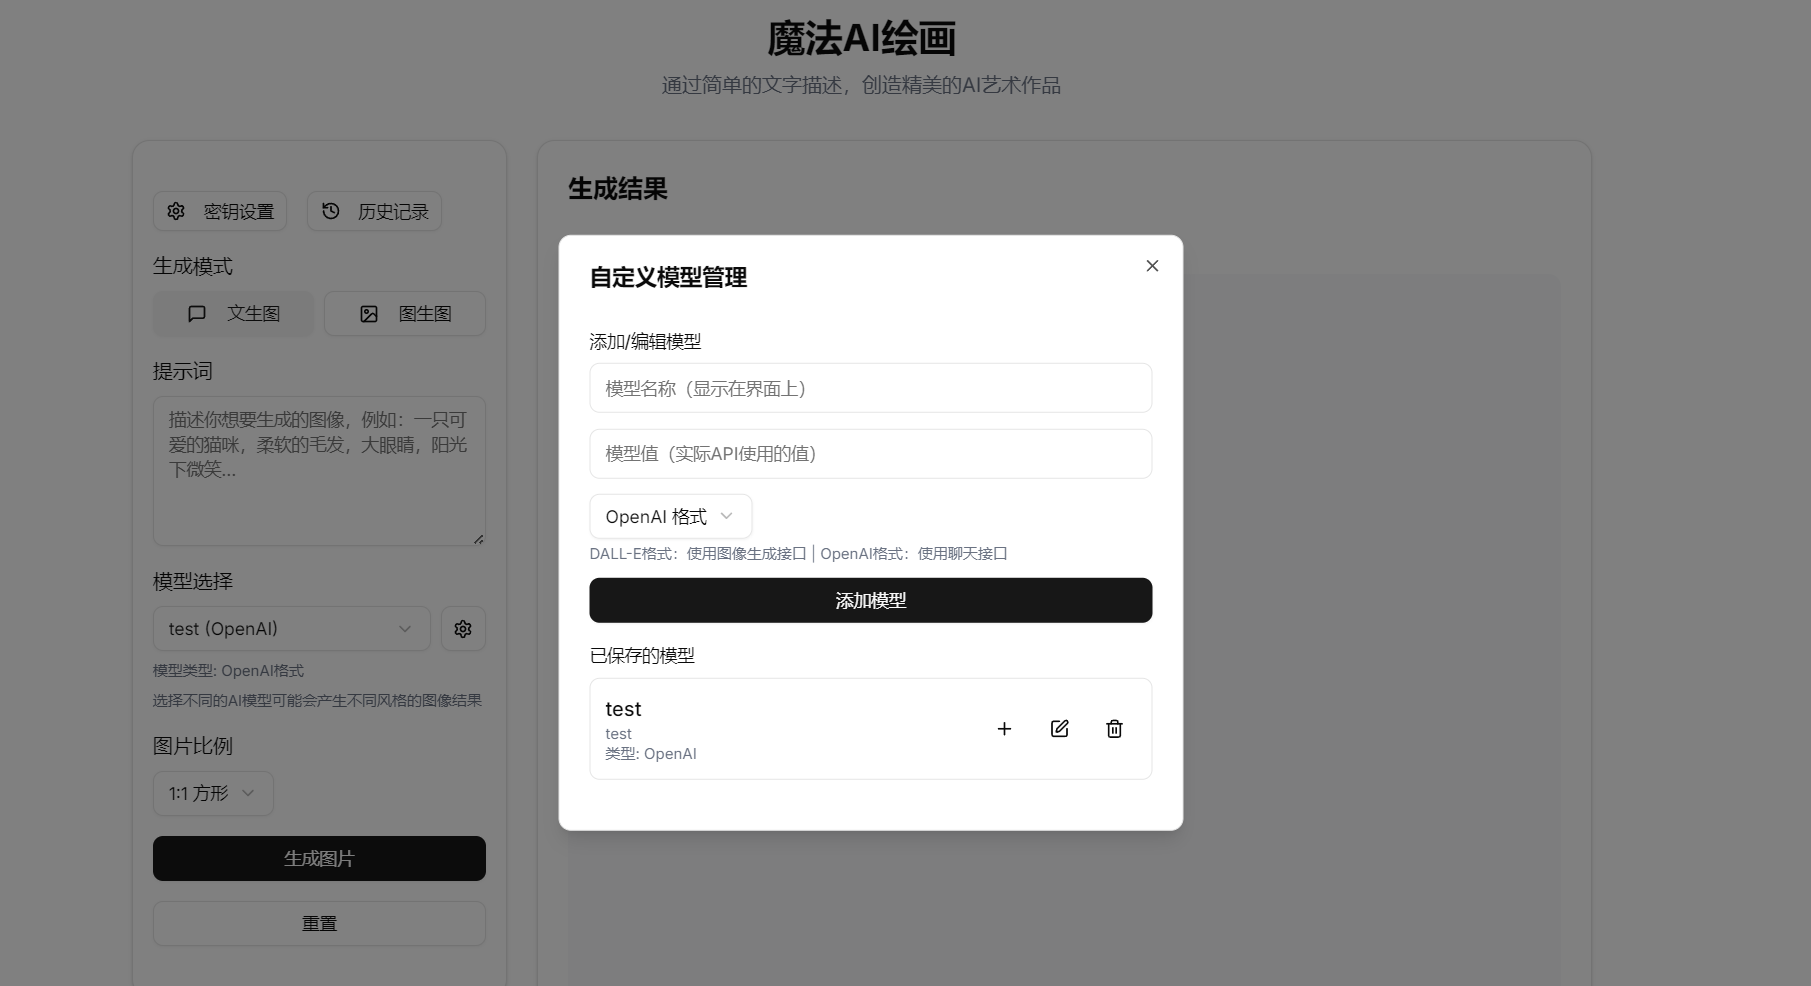 魔法AI绘画
通过简单的文字描述，创造精美的AI艺术作品
密钥设置
历史记录
生成模式
文生图
图生图
提示词
描述你想要生成的图像，例如：一只可
爱的猫咪，柔软的毛发，大眼睛，阳光
下微笑...
模型选择
test (OpenAI)
模型类型: OpenAI格式
选择不同的AI模型可能会产生不同风格的图像结果
图片比例
1:1 方形
生成图片
重置
生成结果
自定义模型管理
添加/编辑模型
模型名称（显示在界面上）
模型值（实际API使用的值）
OpenAI 格式
DALL-E格式：使用图像生成接口 | OpenAI格式：使用聊天接口
添加模型
已保存的模型
test
test
类型: OpenAI